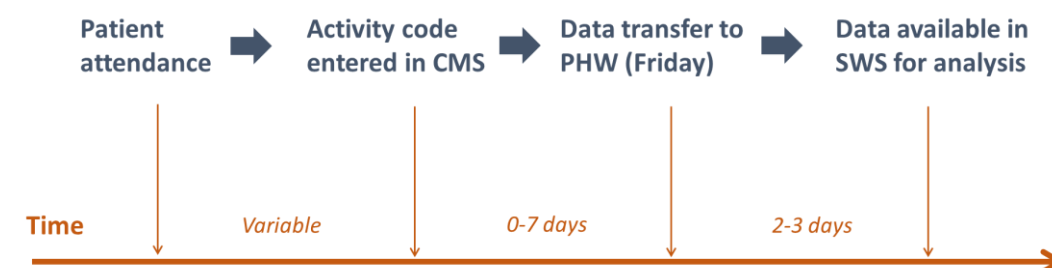 Patient
attendance
Activity code
entered in CMS
Data transfer to
PHW (Friday)
Data available in
SWS for analysis
Time
Variable
0-7 days
2-3 days